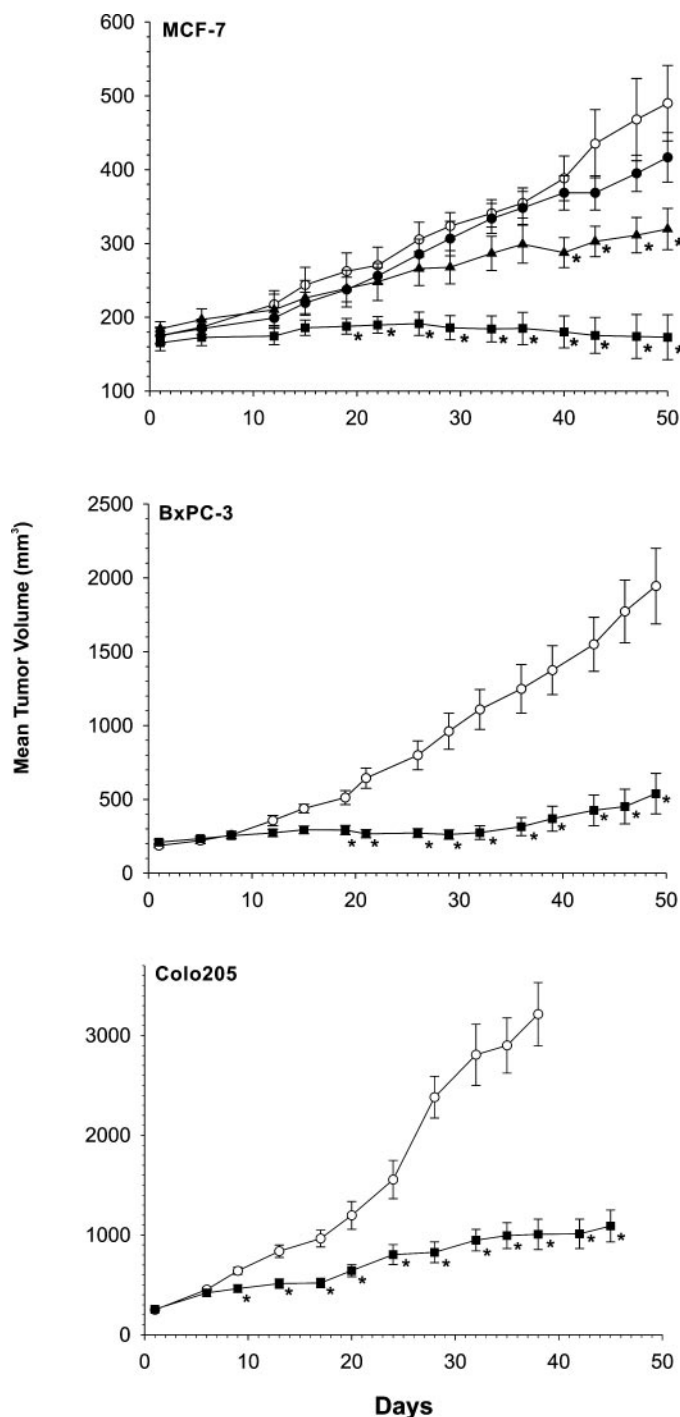 MCF-7
600
500
400
300
200
100
0 10 20 30 40 50
* * * * * * * * * *
* * * *
BxPC-3
2500
2000
1500
1000
500
0
0 10 20 30 40 50
* * * * * * * * * *
Mean Tumor Volume (mm³)
Colo205
3000
2000
1000
0
0 10 20 30 40 50
* * * * * * * * * * *
Days